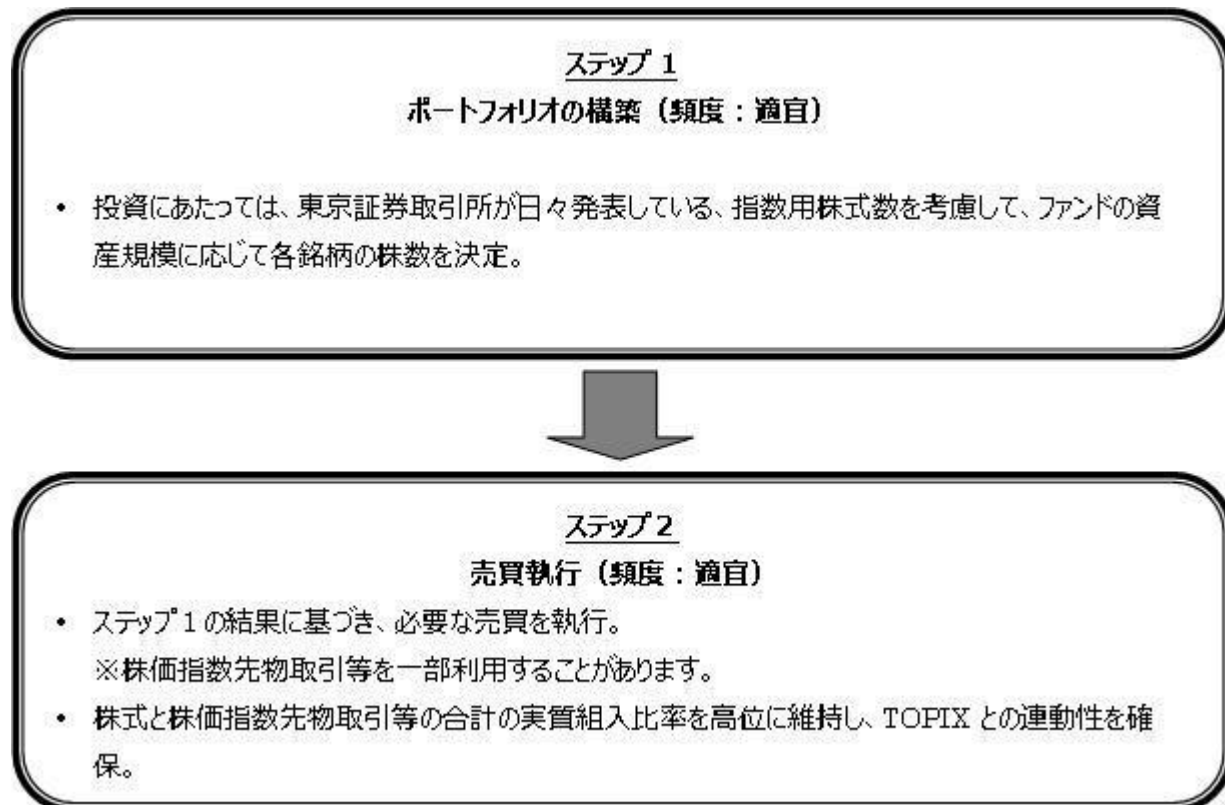 ステップ 1
ポートフォリオの構築（頻度：適宜）
• 投資にあたっては、東京証券取引所が日々発表している、指数用株式数を考慮して、ファンドの資
産規模に応じて各銘柄の株数を決定。
ステップ 2
売買執行（頻度：適宜）
• ステップ 1 の結果に基づき、必要な売買を執行。
※株価指数先物取引等を一部利用することがあります。
• 株式と株価指数先物取引等の合計の実質組入比率を高位に維持し、TOPIX との連動性を確
保。